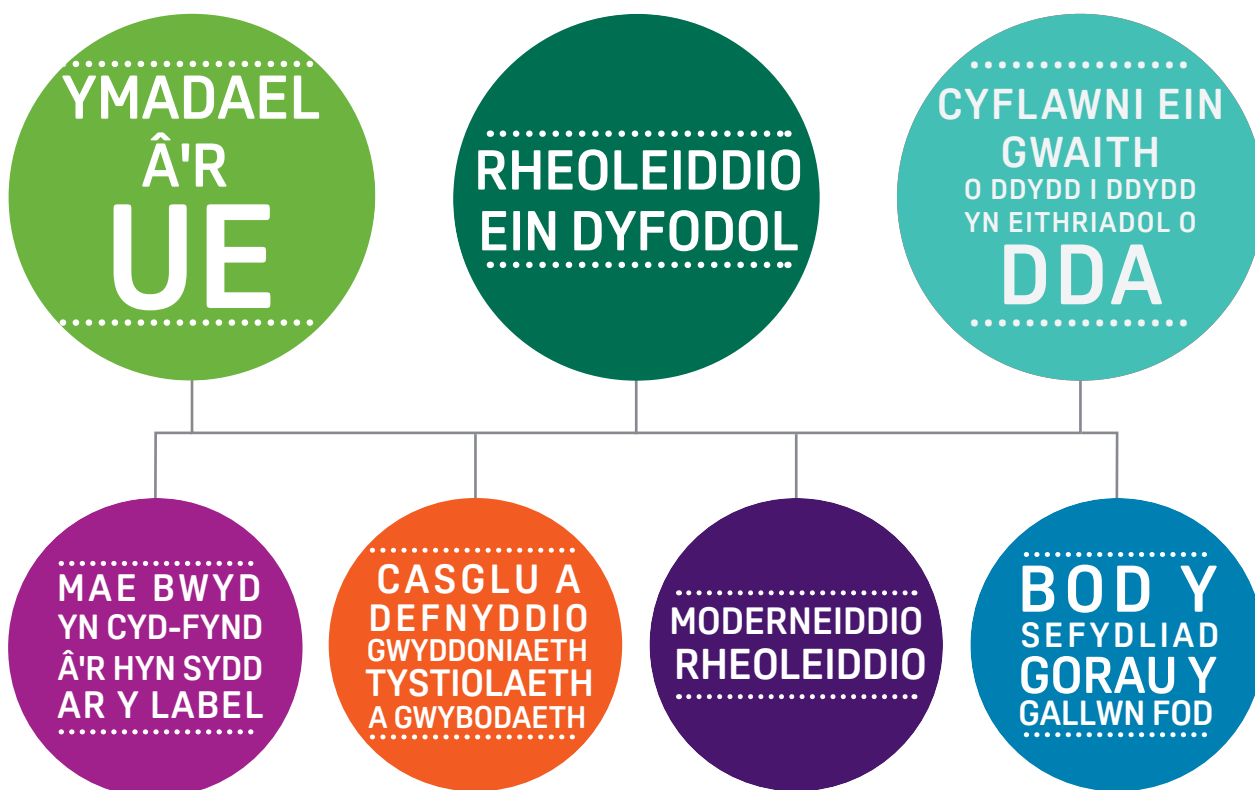 YMADAEL
Â'R
UE
RHEOLEIDDIO
EIN DYFODOL
CYFLAWNI EIN
GWAITH
O DDYDD I DDYDD
YN EITHRIADOL O
DDA
MAE BWYD
YN CYD-FYND
Â'R HYN SYDD
AR Y LABEL
CASGLU A
DEFNYDDIO
GWYDDONIAETH
TYSTIOLAETH
A GWYBODAETH
MODERNEIDDIO
RHEOLEIDDIO
BOD Y
SEFYDLIAD
GORAU Y
GALLWN FOD